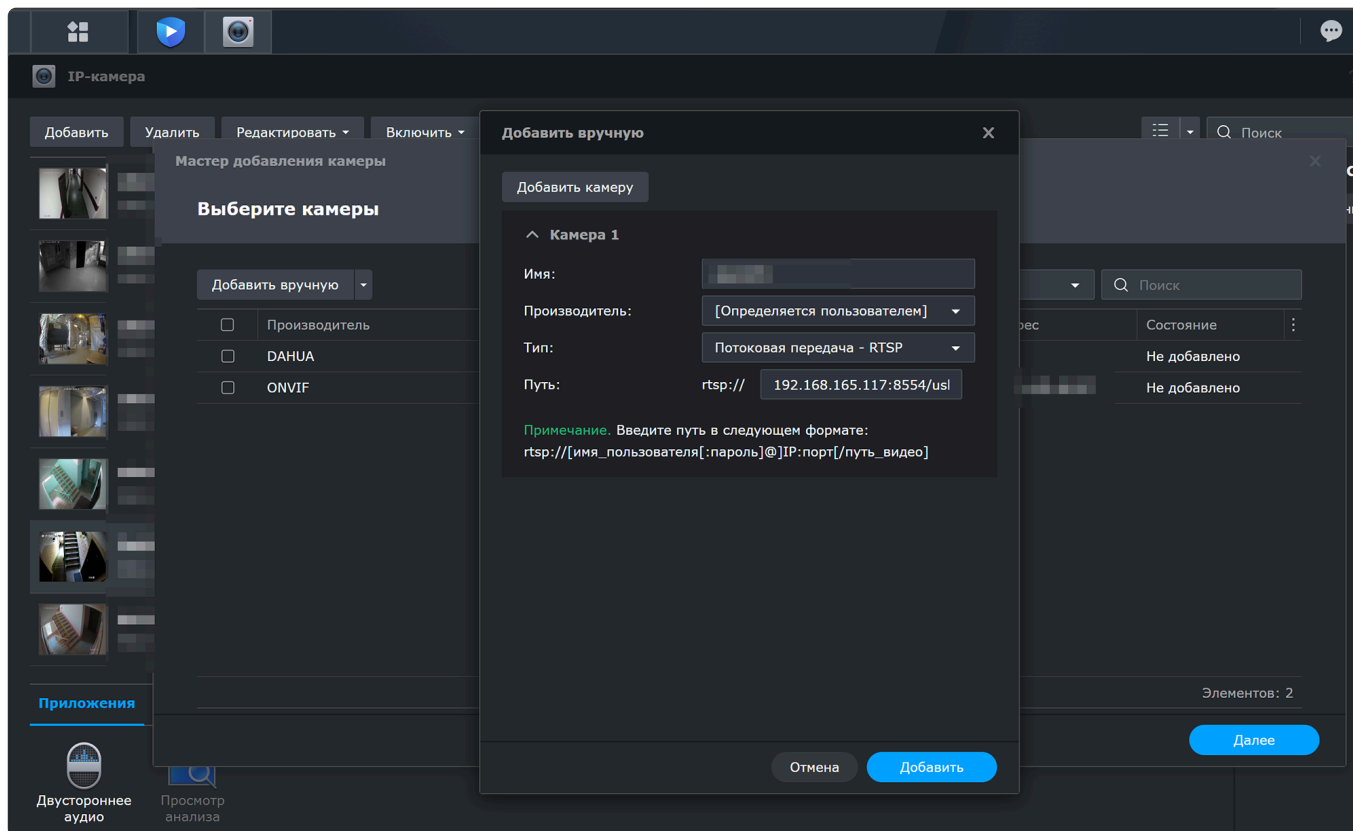 IP-камера
Добавить
Удалить
Редактировать
Включить
Поиск
Мастер добавления камеры
Выберите камеры
Добавить вручную
Поиск
Производитель
Состояние
DAHUA
Не добавлено
ONVIF
Не добавлено
Элементов: 2
Далее
Добавить вручную
Добавить камеру
Камера 1
Имя:
Производитель:
[Определяется пользователем]
Тип:
Потоковая передача - RTSP
Путь:
rtsp://
192.168.165.117:8554/usl
Примечание. Введите путь в следующем формате:
rtsp://[имя_пользователя[:пароль]@]IP:порт[/путь_видео]
Отмена
Добавить
Приложения
Двустороннее
аудио
Просмотр
анализа